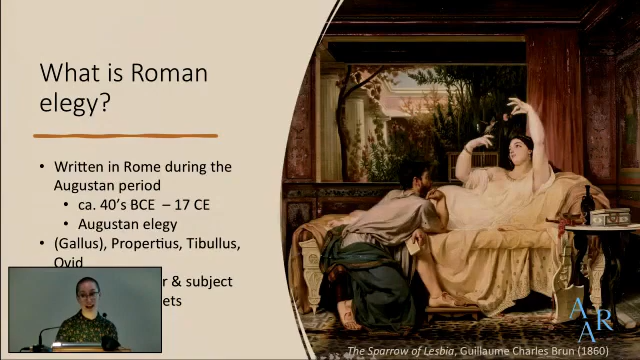 What is Roman
elegy?
• Written in Rome during the
Augustan period
• ca. 40's BCE – 17 CE
• Augustan elegy
• (Gallus), Propertius, Tibullus,
Ovid
& subject
A
A R
The Sparrow of Lesbia, Guillaume Charles Brun (1860)